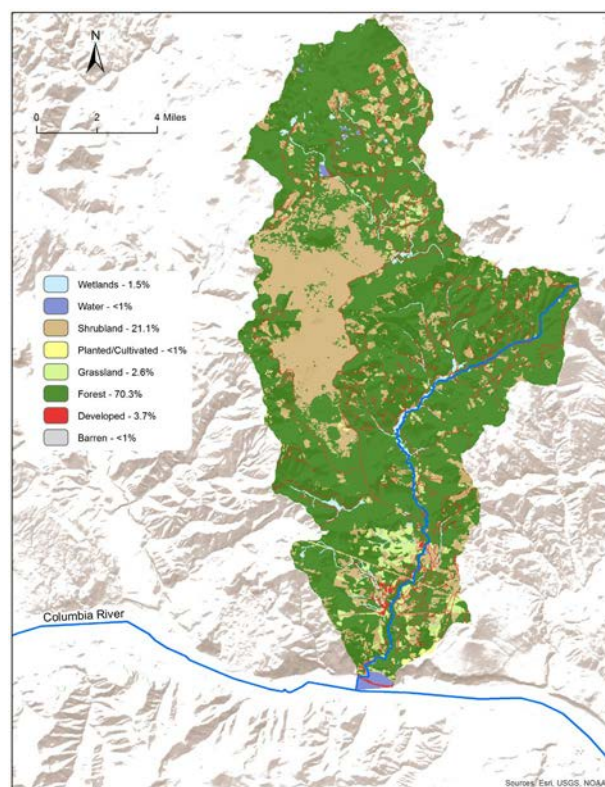 N
0 2 4 Miles
Wetlands - 1.5%
Water - <1%
Shrubland - 21.1%
Planted/Cultivated - <1%
Grassland - 2.6%
Forest - 70.3%
Developed - 3.7%
Barren - <1%
Columbia River
Sources: Esri, USGS, NOAA